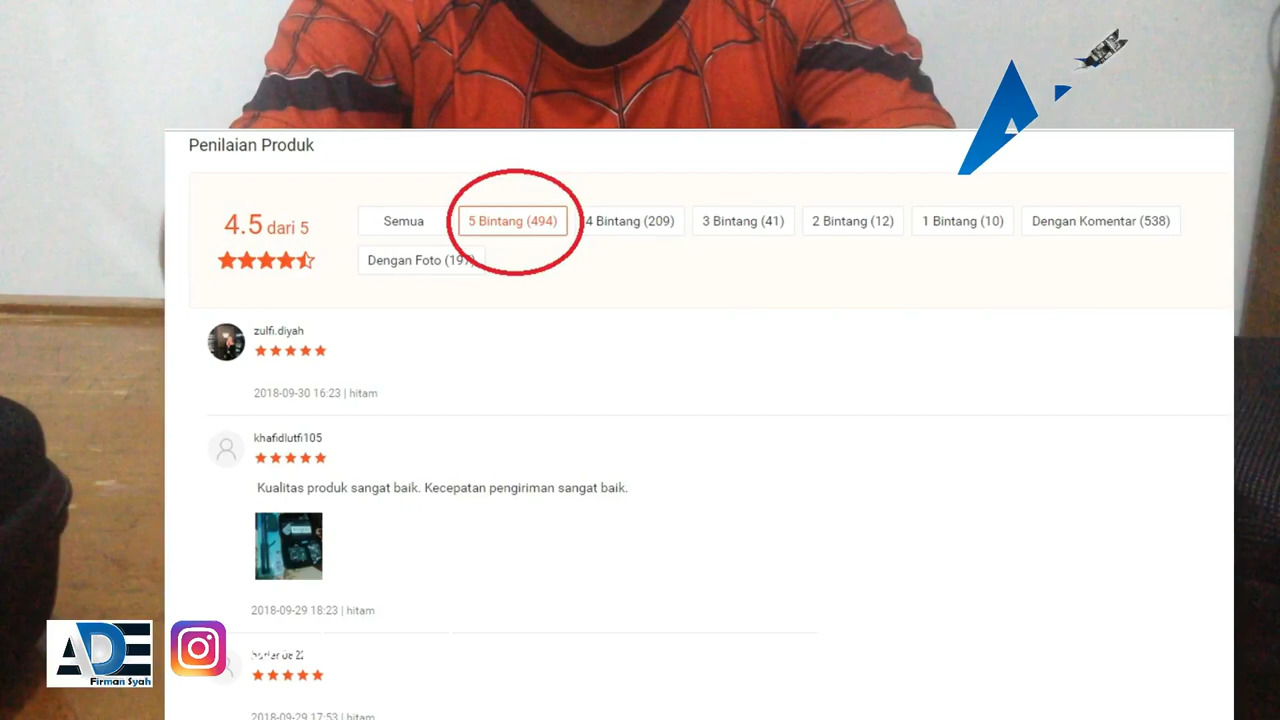 Penilaian Produk
4.5 dari 5
Semua
5 Bintang (494)
4 Bintang (209)
3 Bintang (41)
2 Bintang (12)
1 Bintang (10)
Dengan Komentar (538)
Dengan Foto (197)
zulfi.diyah
2018-09-30 16:23 | hitam
khafidlutfi105
Kualitas produk sangat baik. Kecepatan pengiriman sangat baik.
2018-09-29 18:23 | hitam
2018-09-29 17:53 | hitam
ADE
Firman Syah